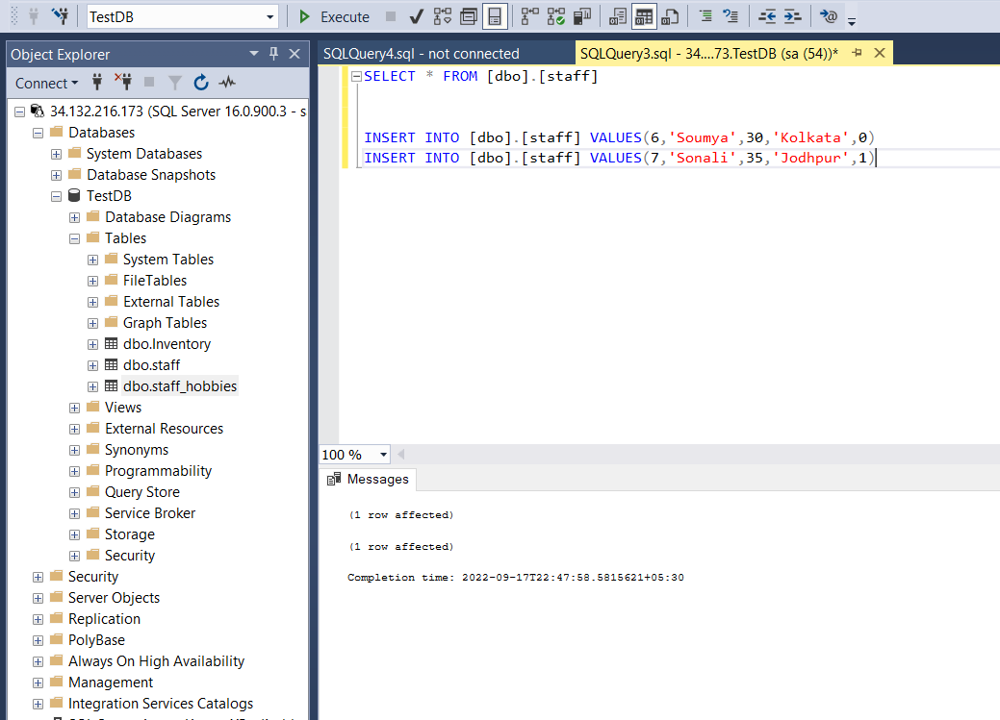 TestDB
Execute
Object Explorer
Connect
34.132.216.173 (SQL Server 16.0.900.3 - s
Databases
System Databases
Database Snapshots
TestDB
Database Diagrams
Tables
System Tables
FileTables
External Tables
Graph Tables
dbo.Inventory
dbo.staff
dbo.staff_hobbies
Views
External Resources
Synonyms
Programmability
Query Store
Service Broker
Storage
Security
Security
Server Objects
Replication
PolyBase
Always On High Availability
Management
Integration Services Catalogs
SQLQuery4.sql - not connected
SQLQuery3.sql - 34....73.TestDB (sa (54))*
SELECT * FROM [dbo].[staff]
INSERT INTO [dbo].[staff] VALUES(6,'Soumya',30,'Kolkata',0)
INSERT INTO [dbo].[staff] VALUES(7,'Sonali',35,'Jodhpur',1)
100 %
Messages
(1 row affected)
(1 row affected)
Completion time: 2022-09-17T22:47:58.5815621+05:30